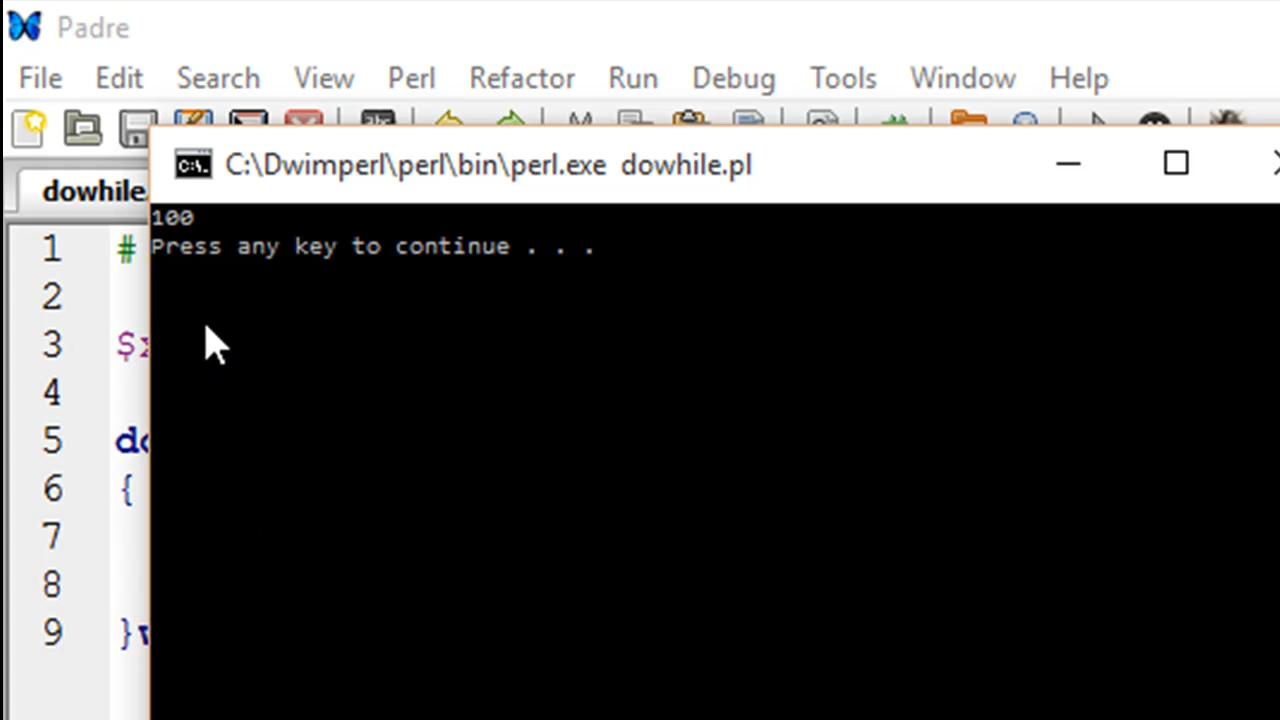 Padre
File Edit Search View Perl Refactor Run Debug Tools Window Help
C:\Dwimperl\perl\bin\perl.exe dowhile.pl
dowhile.
100
Press any key to continue . . .
1 #
2
3 $
4
5 do
6 {
7
8
9 }